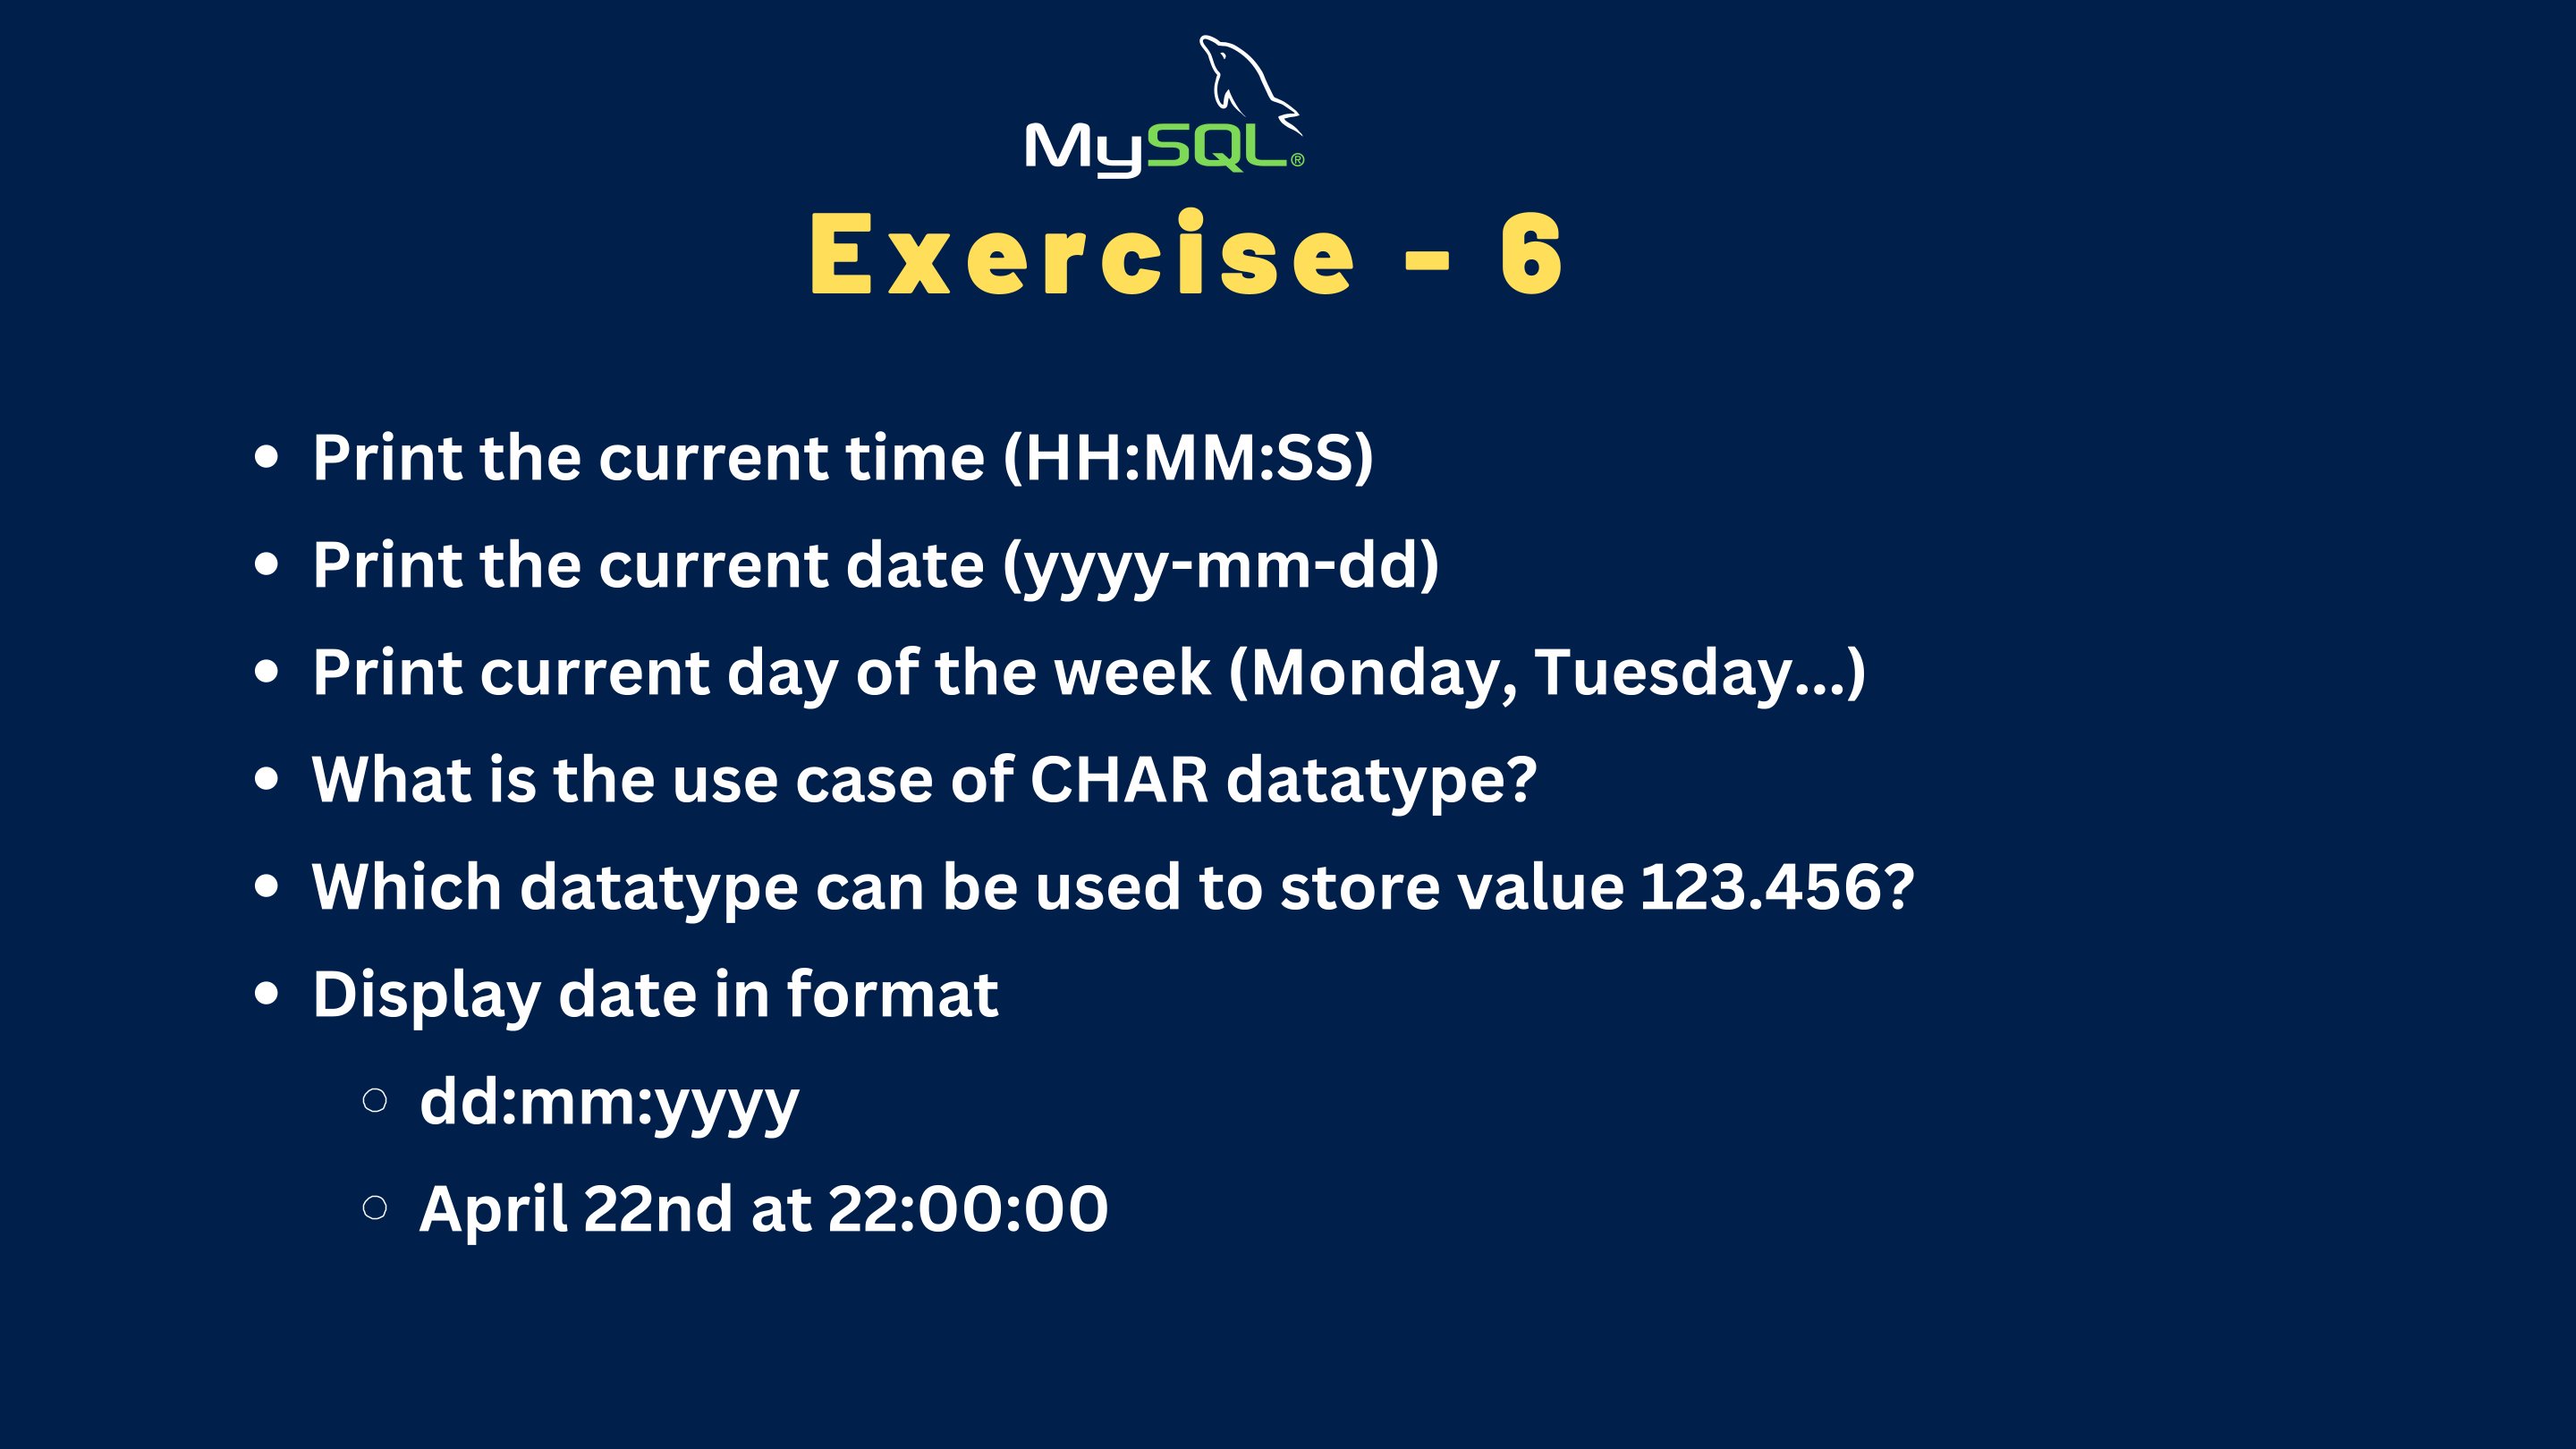 MySQL®
Exercise - 6
• Print the current time (HH:MM:SS)
• Print the current date (yyyy-mm-dd)
• Print current day of the week (Monday, Tuesday...)
• What is the use case of CHAR datatype?
• Which datatype can be used to store value 123.456?
• Display date in format
○ dd:mm:yyyy
○ April 22nd at 22:00:00